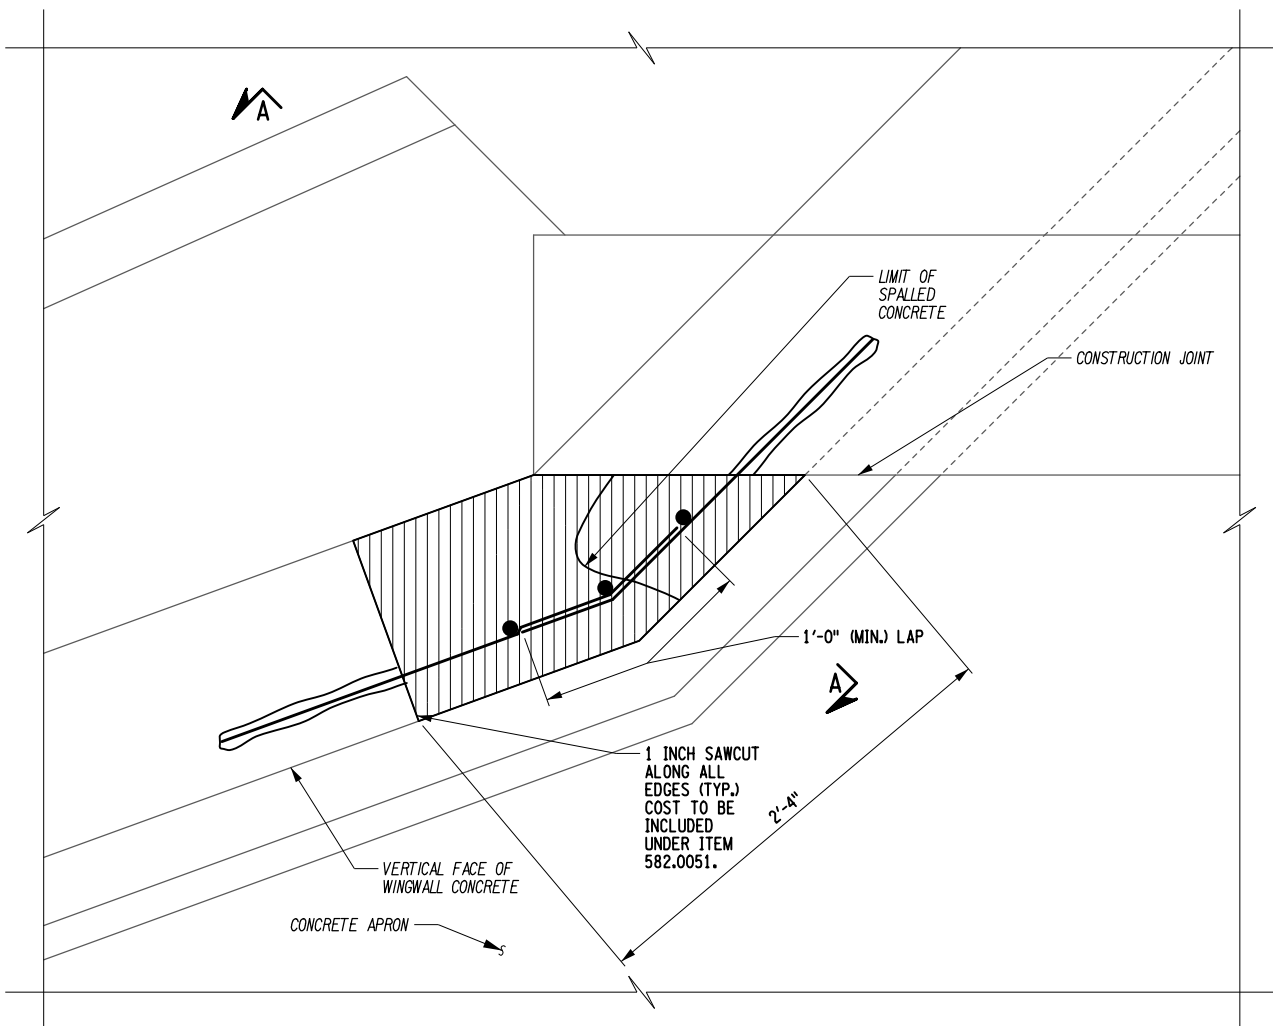 A
LIMIT OF
SPALLED
CONCRETE
CONSTRUCTION JOINT
1'-0" (MIN.) LAP
A
1 INCH SAWCUT
ALONG ALL
EDGES (TYP.)
COST TO BE
INCLUDED
UNDER ITEM
582.0051.
2'-4"
VERTICAL FACE OF
WINGWALL CONCRETE
CONCRETE APRON